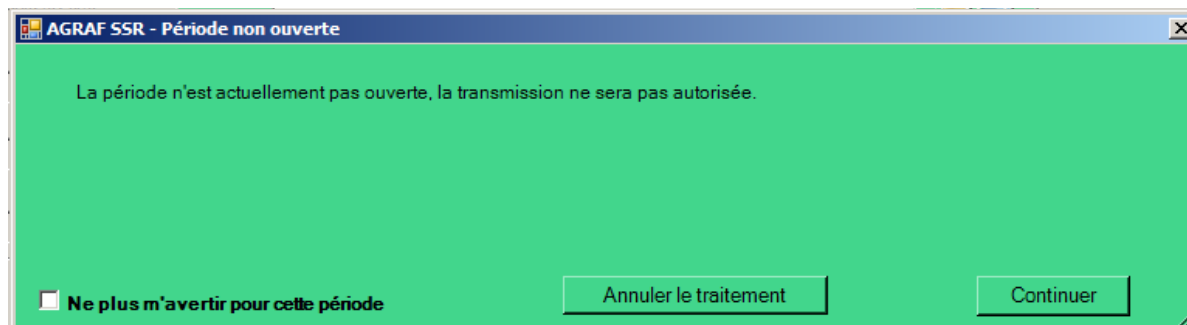 AGRAF SSR - Période non ouverte
La période n'est actuellement pas ouverte, la transmission ne sera pas autorisée.
Ne plus m'avertir pour cette période
Annuler le traitement
Continuer